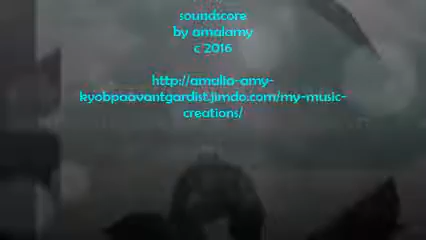 soundscore
by amalamy
c 2016
http://amalia-amy-
kyobpaavantgardist.jimdo.com/my-music-
creations/